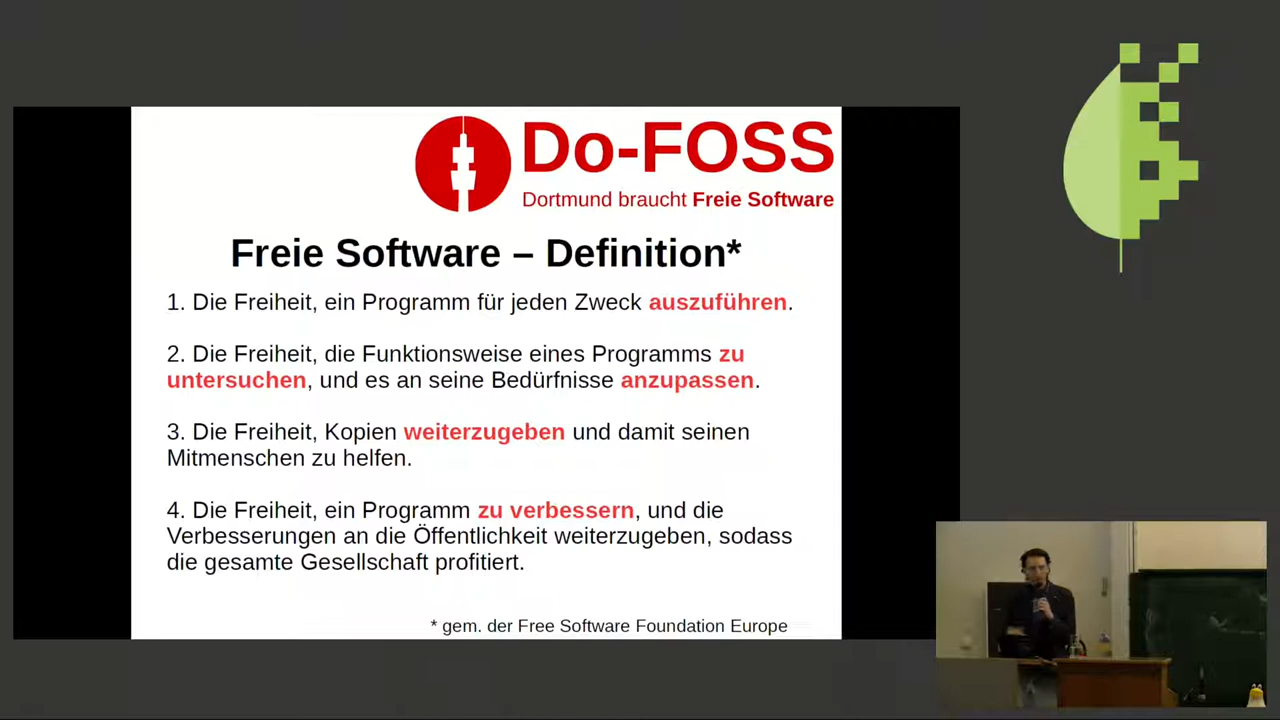 Do-FOSS
Dortmund braucht Freie Software
Freie Software – Definition*
1. Die Freiheit, ein Programm für jeden Zweck auszuführen.
2. Die Freiheit, die Funktionsweise eines Programms zu
untersuchen, und es an seine Bedürfnisse anzupassen.
3. Die Freiheit, Kopien weiterzugeben und damit seinen
Mitmenschen zu helfen.
4. Die Freiheit, ein Programm zu verbessern, und die
Verbesserungen an die Öffentlichkeit weiterzugeben, sodass
die gesamte Gesellschaft profitiert.
* gem. der Free Software Foundation Europe